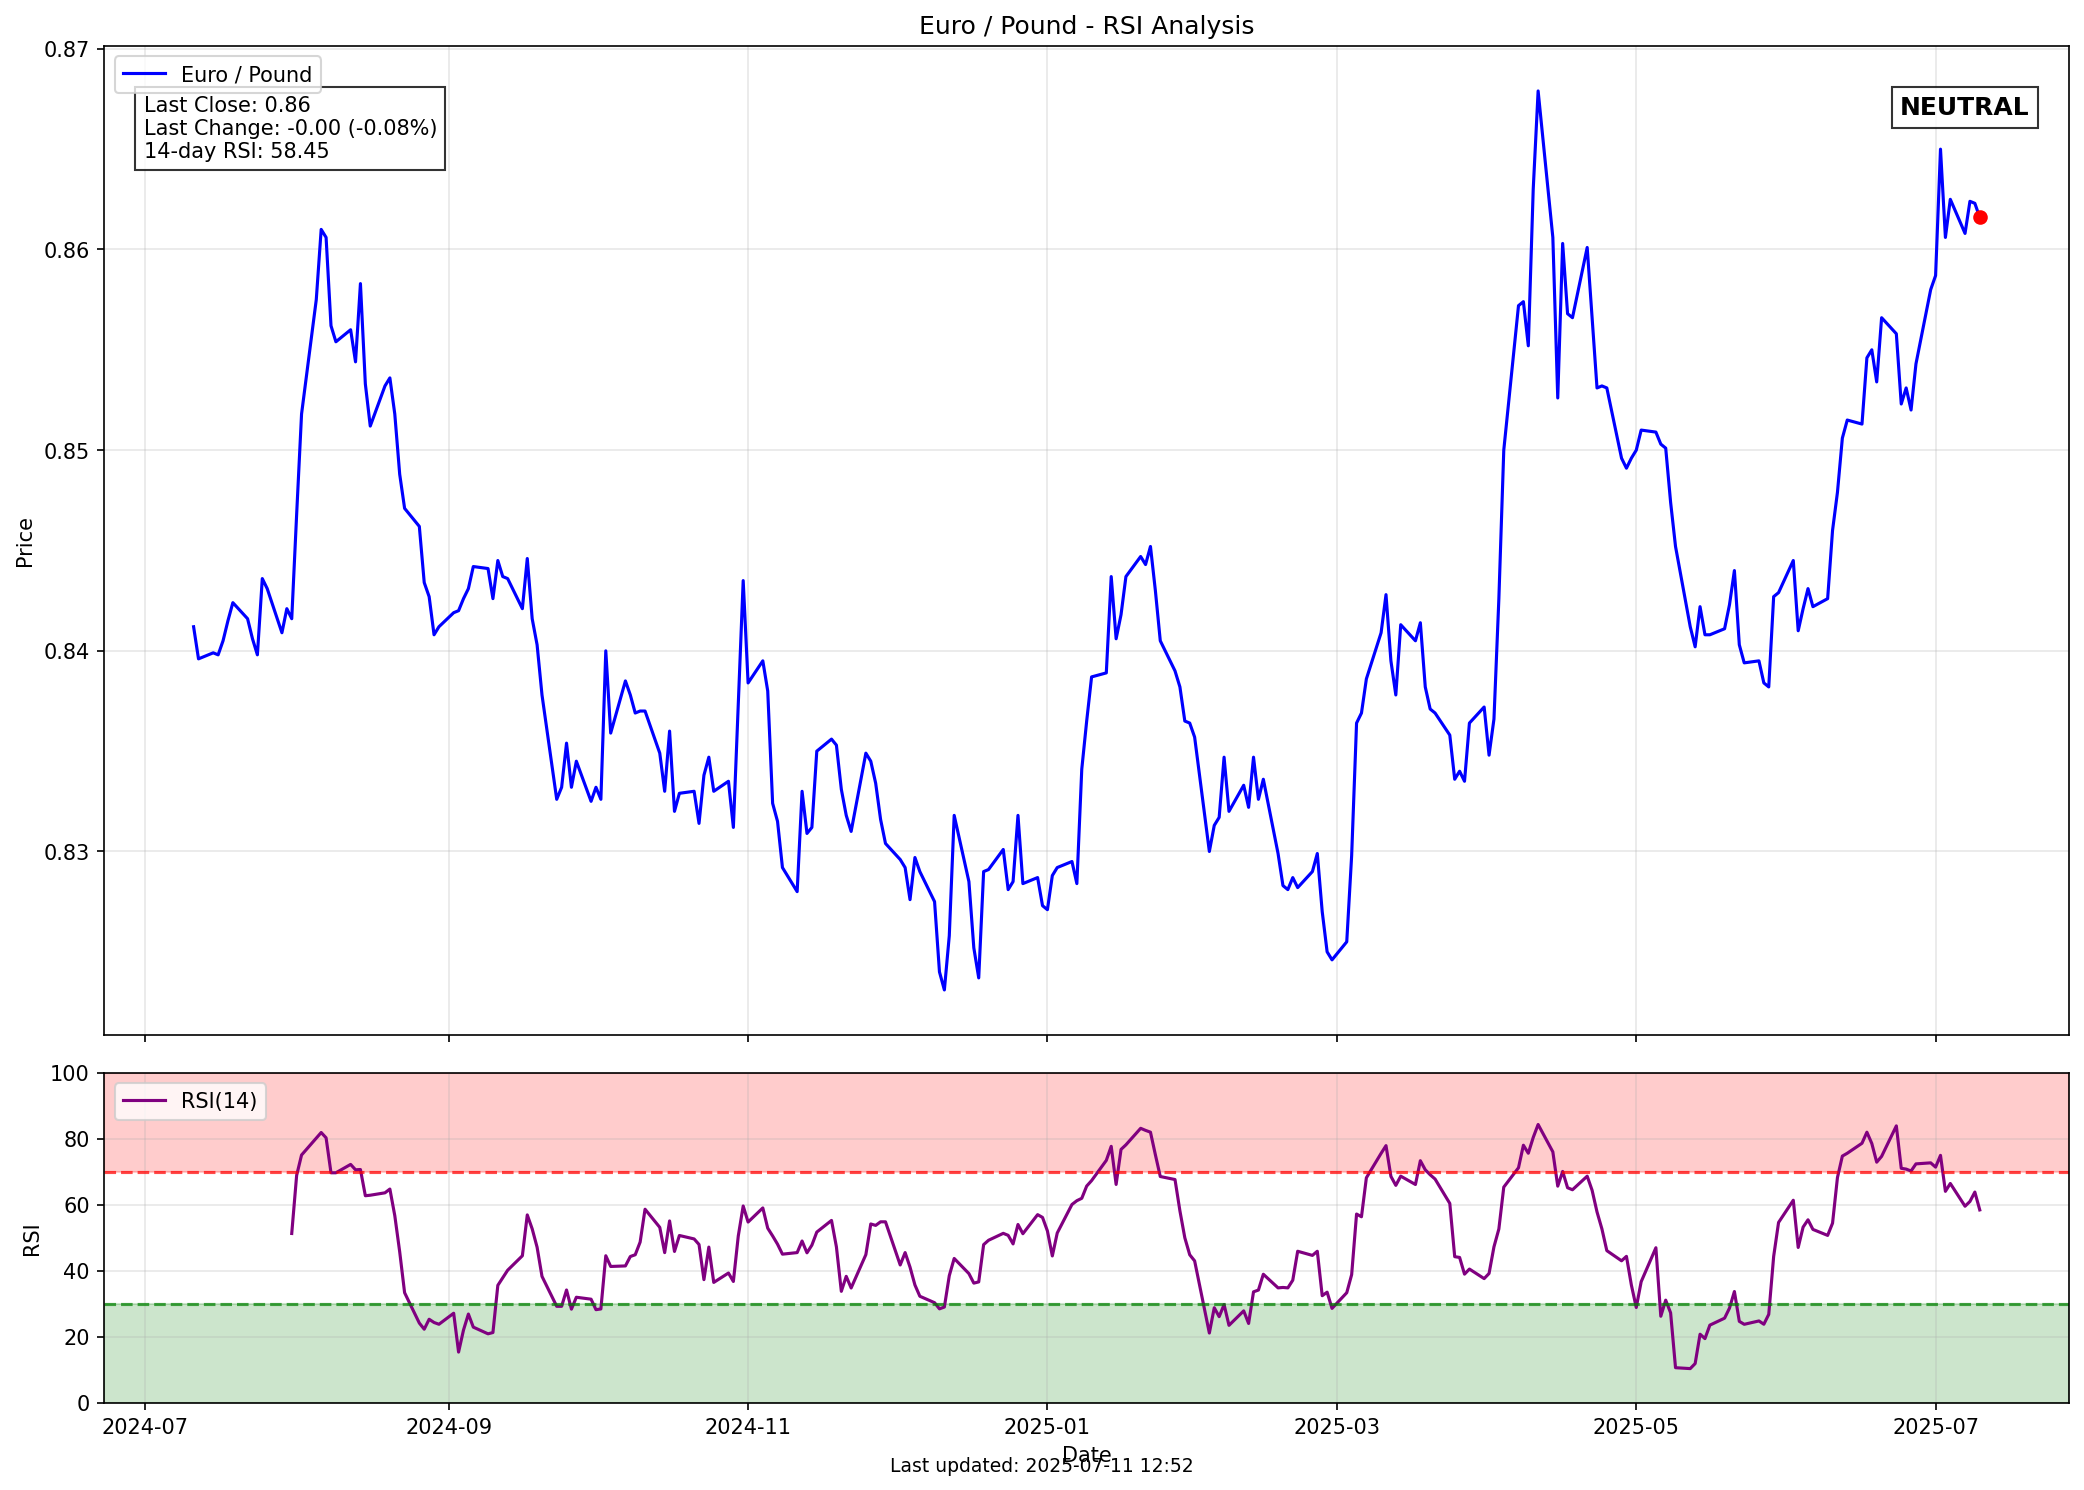 Euro / Pound - RSI Analysis
Euro / Pound
Last Close: 0.86
Last Change: -0.00 (-0.08%)
14-day RSI: 58.45
NEUTRAL
Price
0.87
0.86
0.85
0.84
0.83
RSI(14)
RSI
100
80
60
40
20
0
2024-07
2024-09
2024-11
2025-01
2025-03
2025-05
2025-07
Date
Last updated: 2025-07-11 12:52